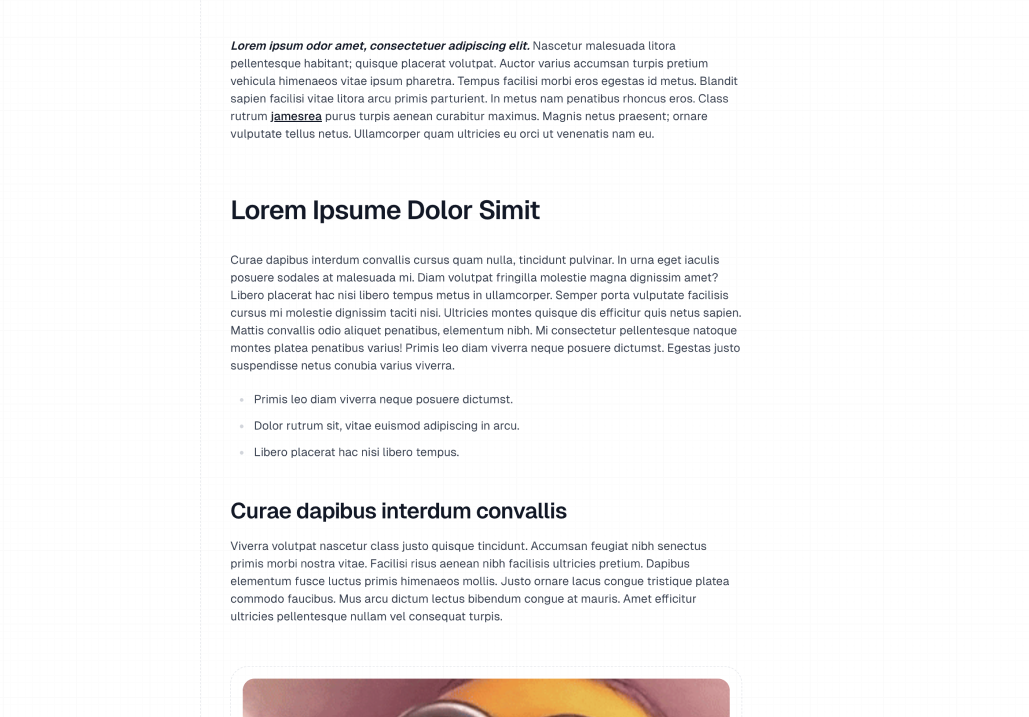 Lorem ipsum odor amet, consectetuer adipiscing elit. Nascetur malesuada litora
pellentesque habitant; quisque placerat volutpat. Auctor varius accumsan turpis pretium
vehicula himenaeos vitae ipsum pharetra. Tempus facilisi morbi eros egestas id metus. Blandit
sapien facilisi vitae litora arcu primis parturient. In metus nam penatibus rhoncus eros. Class
rutrum jamesrea purus turpis aenean curabitur maximus. Magnis netus praesent; ornare
vulputate tellus netus. Ullamcorper quam ultricies eu orci ut venenatis nam eu.
Lorem Ipsume Dolor Simit
Curae dapibus interdum convallis cursus quam nulla, tincidunt pulvinar. In urna eget iaculis
posuere sodales at malesuada mi. Diam volutpat fringilla molestie magna dignissim amet?
Libero placerat hac nisi libero tempus metus in ullamcorper. Semper porta vulputate facilisis
cursus mi molestie dignissim taciti nisi. Ultricies montes quisque dis efficitur quis netus sapien.
Mattis convallis odio aliquet penatibus, elementum nibh. Mi consectetur pellentesque natoque
montes platea penatibus varius! Primis leo diam viverra neque posuere dictumst. Egestas justo
suspendisse netus conubia varius viverra.
Primis leo diam viverra neque posuere dictumst.
Dolor rutrum sit, vitae euismod adipiscing in arcu.
Libero placerat hac nisi libero tempus.
Curae dapibus interdum convallis
Viverra volutpat nascetur class justo quisque tincidunt. Accumsan feugiat nibh senectus
primis morbi nostra vitae. Facilisi risus aenean nibh facilisis ultricies pretium. Dapibus
elementum fusce luctus primis himenaeos mollis. Justo ornare lacus congue tristique platea
commodo faucibus. Mus arcu dictum lectus bibendum congue at mauris. Amet efficitur
ultricies pellentesque nullam vel consequat turpis.